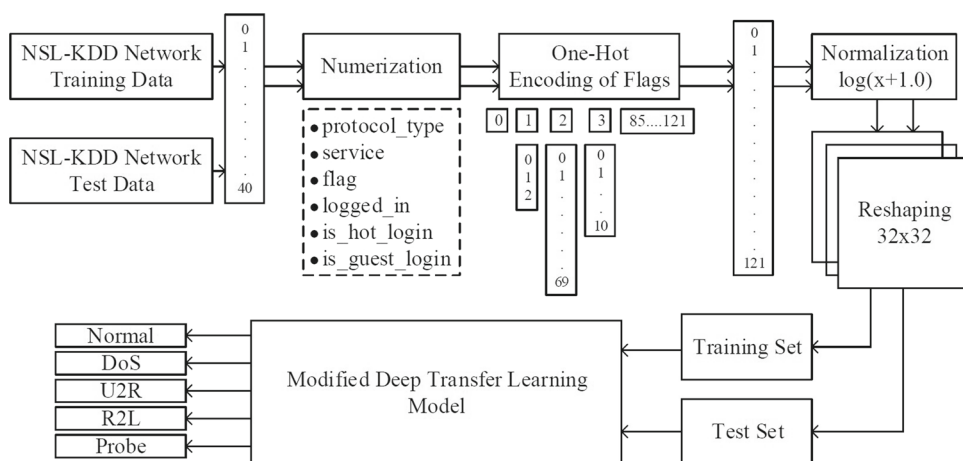 NSL-KDD Network
Training Data
NSL-KDD Network
Test Data
0
1
.
.
.
.
.
.
.
40
Numerization
• protocol_type
• service
• flag
• logged_in
• is_hot_login
• is_guest_login
One-Hot
Encoding of Flags
0 1 2 3 85....121
0
1
2
0
1
.
.
.
.
.
69
0
1
.
.
10
0
1
.
.
.
.
.
.
.
.
.
121
Normalization
log(x+1.0)
Reshaping
32x32
Training Set
Test Set
Modified Deep Transfer Learning
Model
Normal
DoS
U2R
R2L
Probe